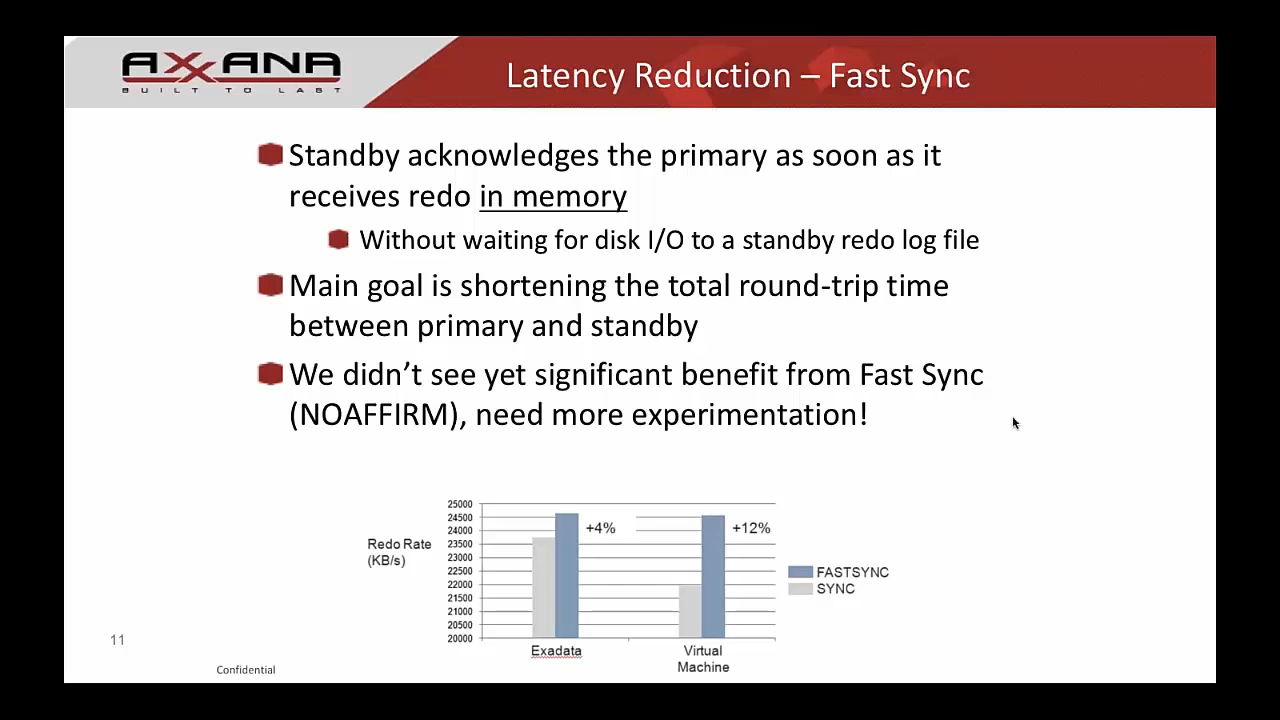 AXXANA
BUILT TO LAST
Latency Reduction – Fast Sync
Standby acknowledges the primary as soon as it
receives redo in memory
Without waiting for disk I/O to a standby redo log file
Main goal is shortening the total round-trip time
between primary and standby
We didn’t see yet significant benefit from Fast Sync
(NOAFFIRM), need more experimentation!
Redo Rate
(KB/s)
25000
24500
24000
23500
23000
22500
22000
21500
21000
20500
20000
+4%
+12%
Exadata
Virtual
Machine
FASTSYNC
SYNC
11
Confidential